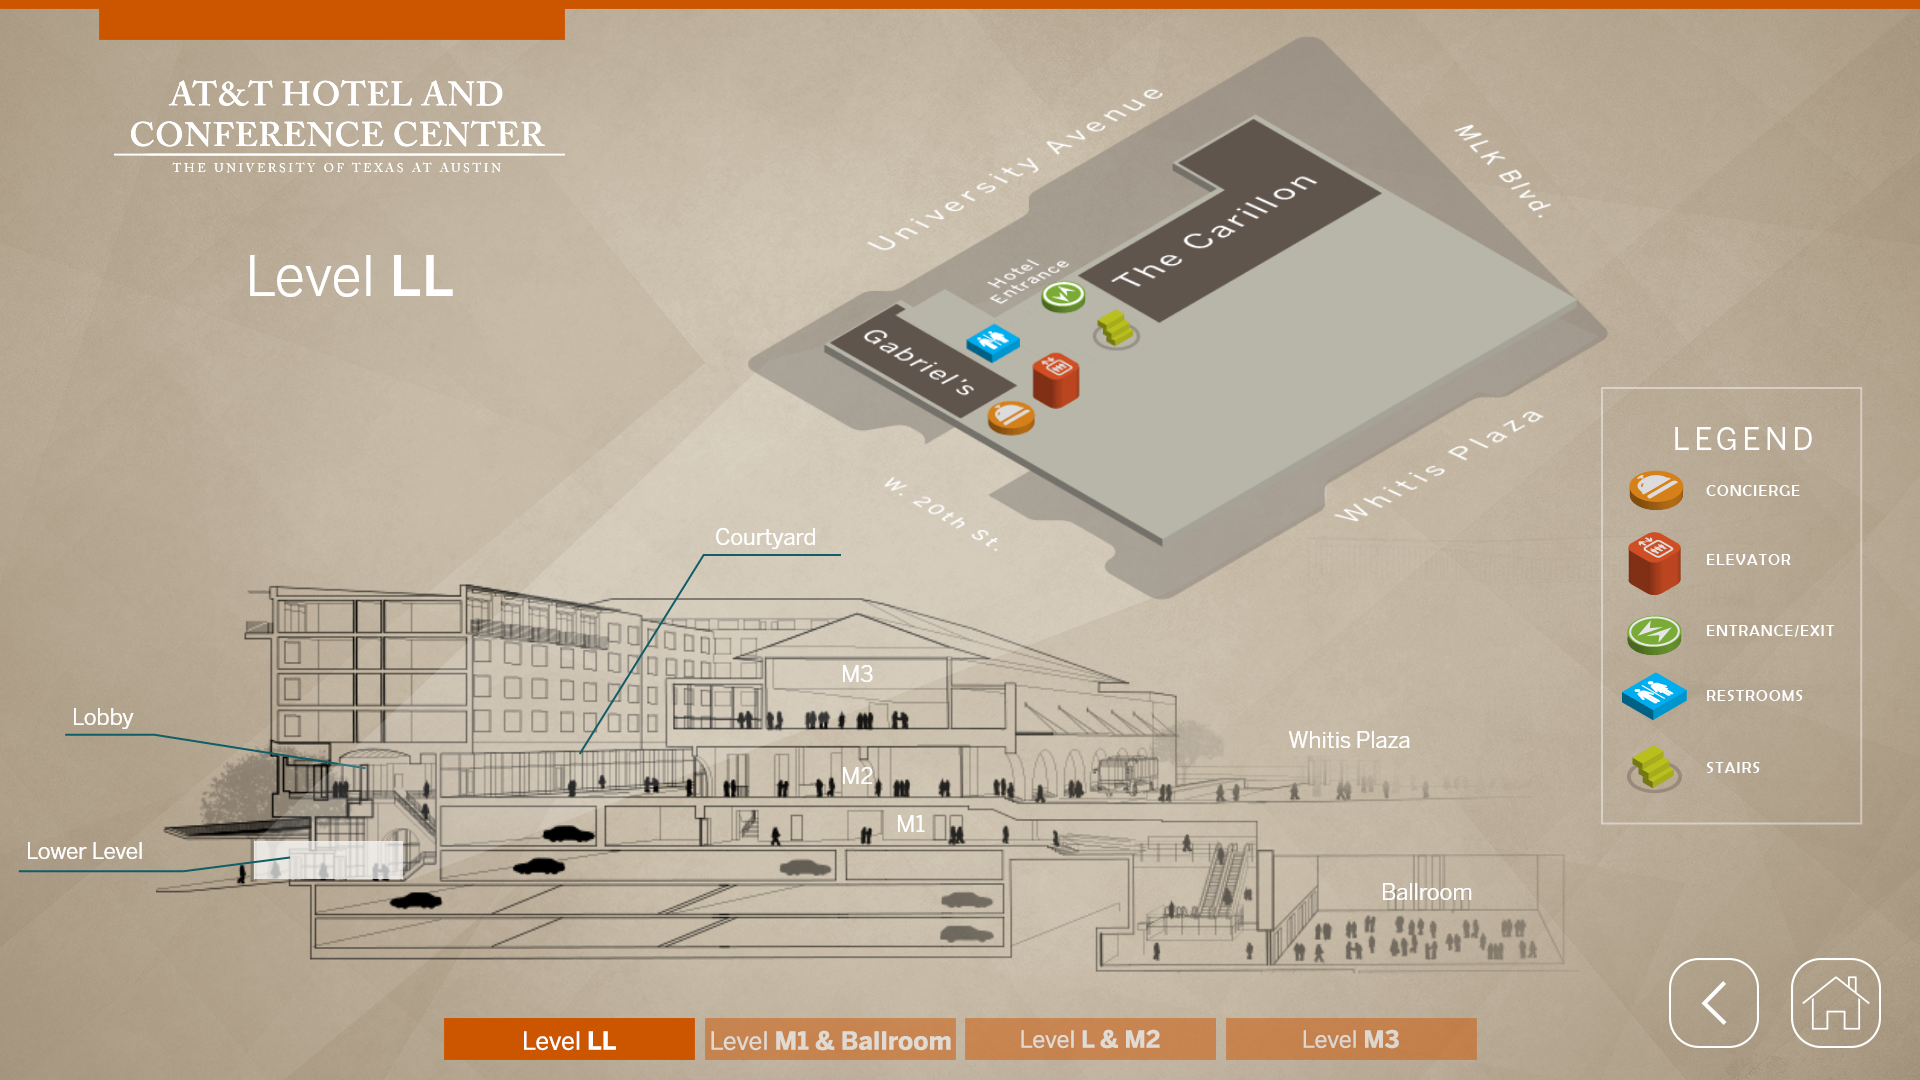 AT&T HOTEL AND
CONFERENCE CENTER
THE UNIVERSITY OF TEXAS AT AUSTIN
Level LL
University Avenue
MLK Blvd.
The Carillon
Hotel
Entrance
Gabriel's
W. 20th St.
Whitis Plaza
LEGEND
CONCIERGE
ELEVATOR
ENTRANCE/EXIT
RESTROOMS
STAIRS
Courtyard
M3
Lobby
Whitis Plaza
M2
M1
Lower Level
Ballroom
Level LL
Level M1 & Ballroom
Level L & M2
Level M3